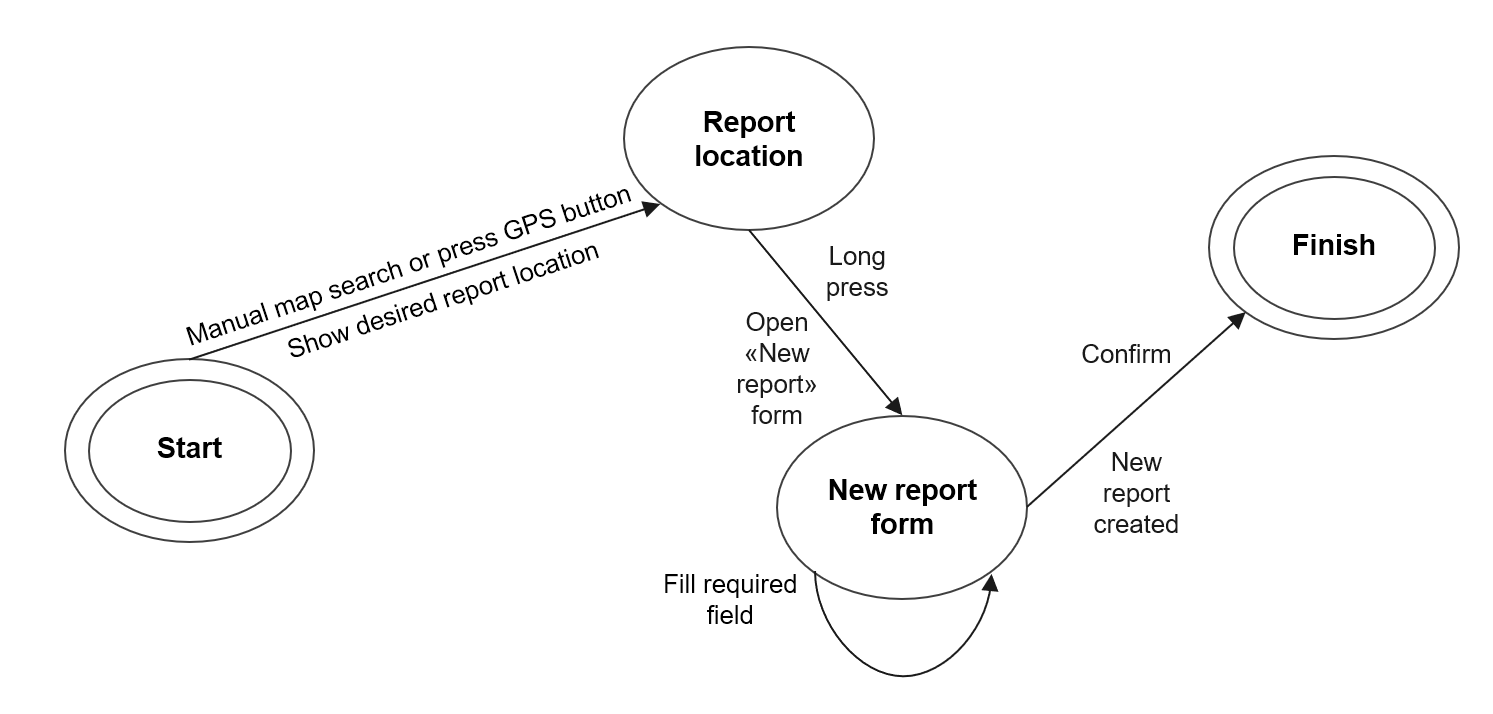 Report
location
Manual map search or press GPS button
Show desired report location
Start
Long
press
Open
«New
report»
form
Finish
Confirm
New
report
created
New report
form
Fill required
field